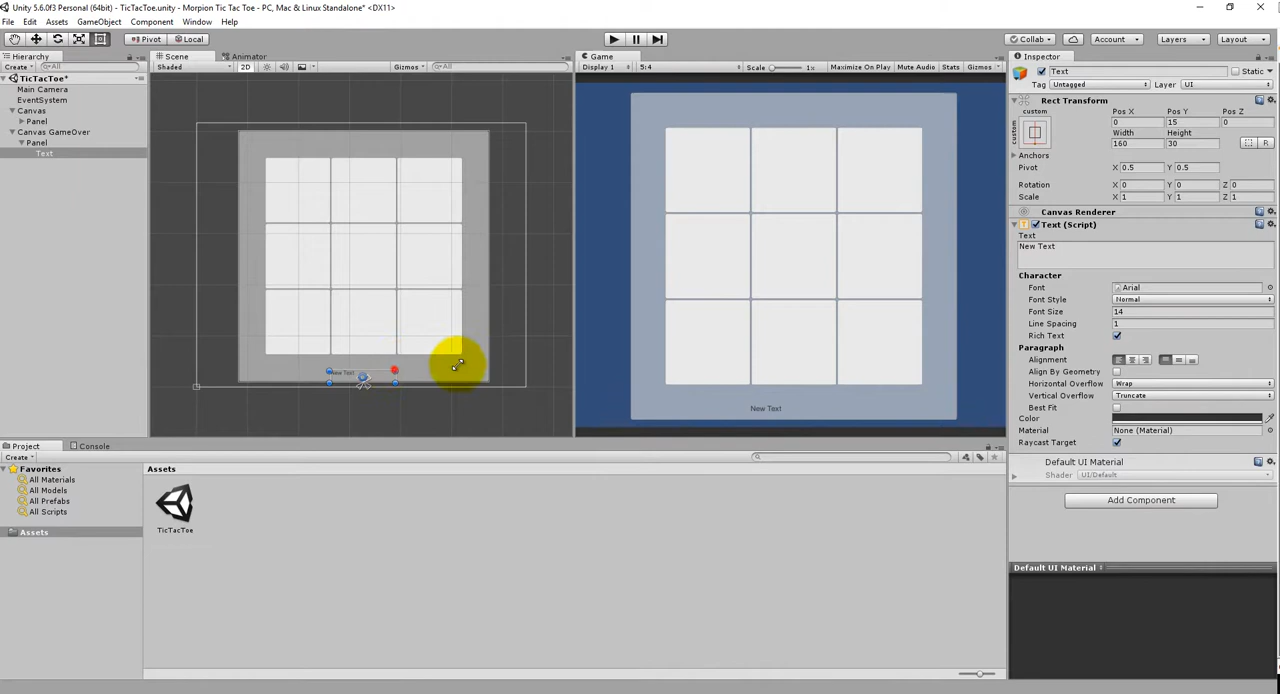 Unity 5.6.0f3 Personal (64bit) - TicTacToe.unity - Morpion Tic Tac Toe - PC, Mac & Linux Standalone* <DX11>
File Edit Assets GameObject Component Window Help
Pivot Local
Collab Account Layers Layout
Hierarchy
Create All
TicTacToe*
Main Camera
EventSystem
Canvas
Panel
Canvas GameOver
Panel
Text
Scene Animator
Shaded 2D Gizmos All
New Text
Game
Display 1 5:4 Scale 1x Maximize On Play Mute Audio Stats Gizmos
New Text
Inspector
Text Static
Tag Untagged Layer UI
Rect Transform
custom Pos X Pos Y Pos Z
custom 0 15 0
Width Height
160 30 R
Anchors
Pivot X 0.5 Y 0.5
Rotation X 0 Y 0 Z 0
Scale X 1 Y 1 Z 1
Canvas Renderer
Text (Script)
Text
New Text
Character
Font Arial
Font Style Normal
Font Size 14
Line Spacing 1
Rich Text
Paragraph
Alignment
Align By Geometry
Horizontal Overflow Wrap
Vertical Overflow Truncate
Best Fit
Color
Material None (Material)
Raycast Target
Default UI Material
Shader UI/Default
Add Component
Default UI Material
Project Console
Create
Favorites
All Materials
All Models
All Prefabs
All Scripts
Assets
Assets
TicTacToe